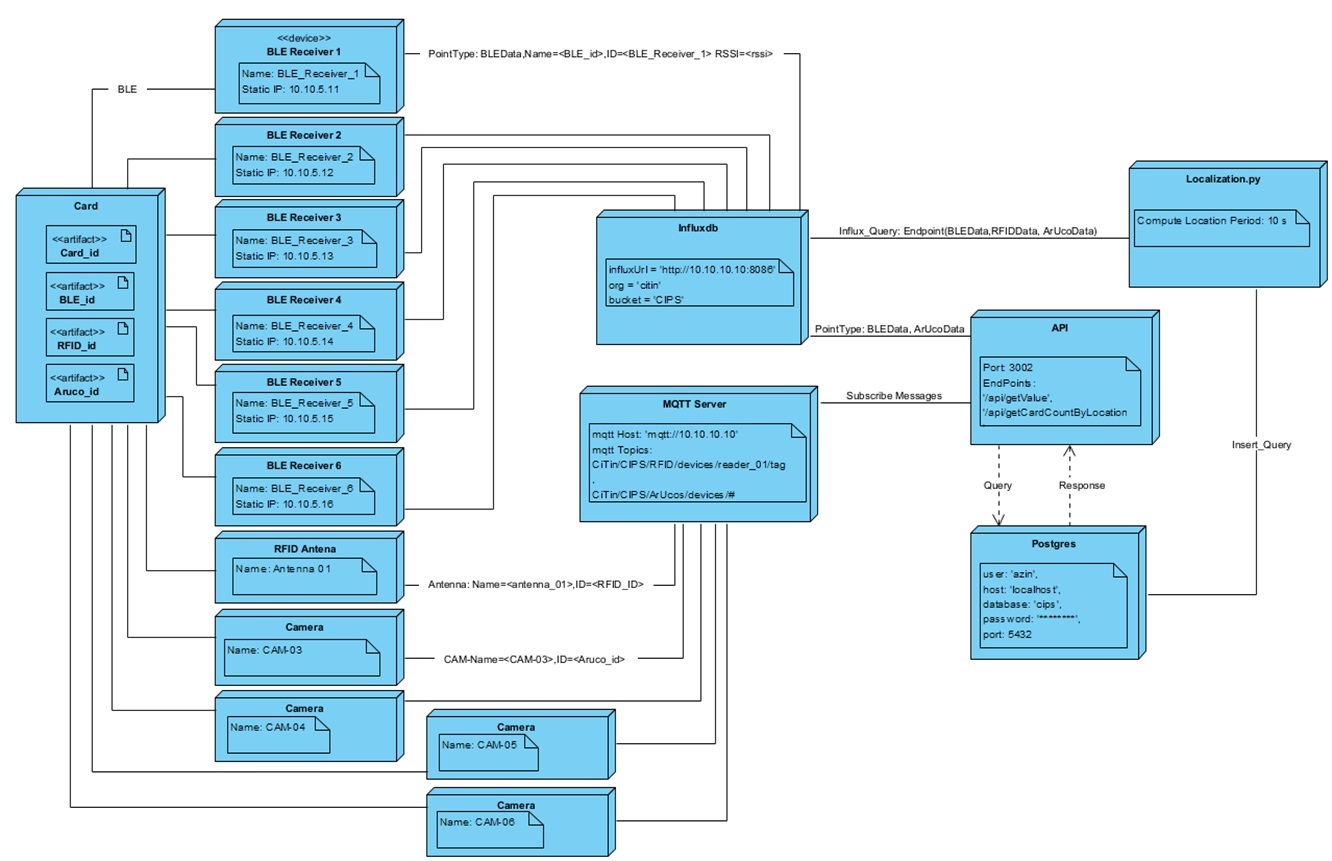 <<device>>
BLE Receiver 1
Name: BLE_Receiver_1
Static IP: 10.10.5.11
PointType: BLEData,Name=<BLE_id>,ID=<BLE_Receiver_1> RSSI=<rssi>
BLE
BLE Receiver 2
Name: BLE_Receiver_2
Static IP: 10.10.5.12
Card
<<artifact>>
Card_id
<<artifact>>
BLE_id
<<artifact>>
RFID_id
<<artifact>>
Aruco_id
BLE Receiver 3
Name: BLE_Receiver_3
Static IP: 10.10.5.13
BLE Receiver 4
Name: BLE_Receiver_4
Static IP: 10.10.5.14
BLE Receiver 5
Name: BLE_Receiver_5
Static IP: 10.10.5.15
BLE Receiver 6
Name: BLE_Receiver_6
Static IP: 10.10.5.16
RFID Antena
Name: Antenna 01
Antenna: Name=<antenna_01>,ID=<RFID_ID>
Camera
Name: CAM-03
CAM-Name=<CAM-03>,ID=<Aruco_id>
Camera
Name: CAM-04
Camera
Name: CAM-05
Camera
Name: CAM-06
Influxdb
influxUrl = 'http://10.10.10.10:8086'
org = 'citin'
bucket = 'CIPS'
Influx_Query: Endpoint(BLEData,RFIDData, ArUcoData)
Localization.py
Compute Location Period: 10 s
PointType: BLEData, ArUcoData
API
Port: 3002
EndPoints:
'/api/getValue',
'/api/getCardCountByLocation
'
MQTT Server
mqtt Host: 'mqtt://10.10.10.10'
mqtt Topics:
CiTin/CIPS/RFID/devices/reader_01/tag
,
CiTin/CIPS/ArUcos/devices/#
Subscribe Messages
Insert_Query
Query
Response
Postgres
user: 'azin',
host: 'localhost',
database: 'cips',
password: '********',
port: 5432